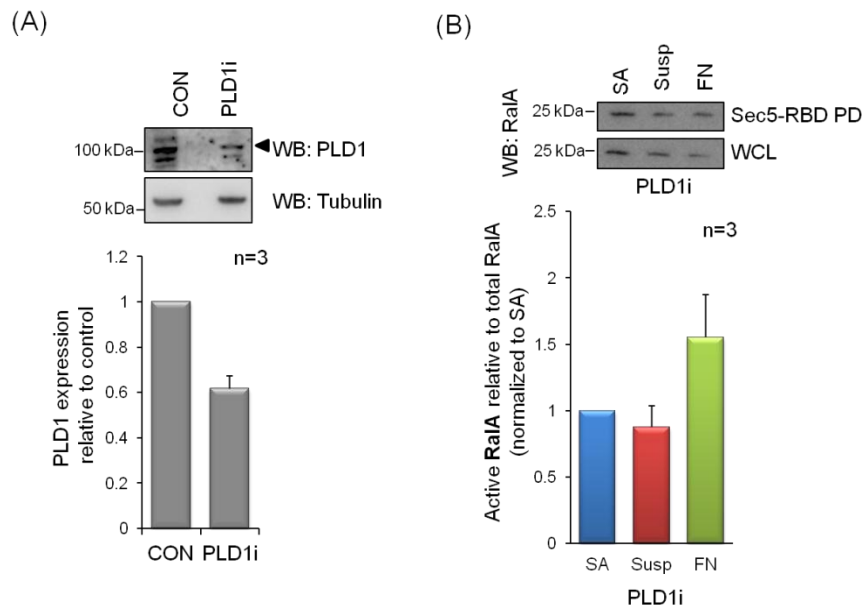 (A)
CON
PLD1i
100 kDa
WB: PLD1
50 kDa
WB: Tubulin
n=3
PLD1 expression
relative to control
1.2
1
0.8
0.6
0.4
0.2
0
CON PLD1i
(B)
SA
Susp
FN
WB: RalA
25 kDa
Sec5-RBD PD
25 kDa
WCL
PLD1i
n=3
Active RalA relative to total RalA
(normalized to SA)
2.5
2
1.5
1
0.5
0
SA Susp FN
PLD1i